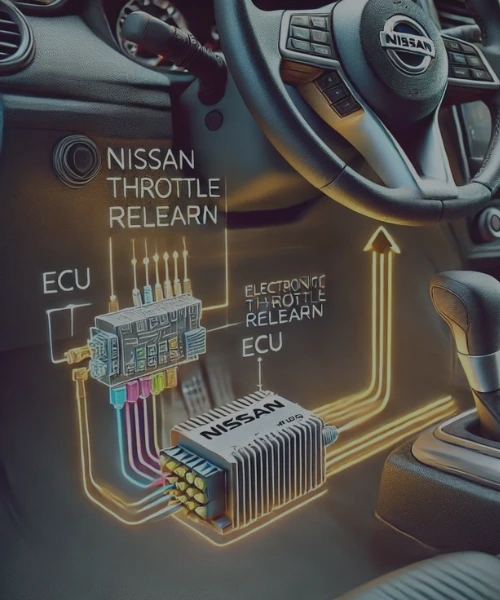 NISSAN
NISSAN
THROTTLE
RELEARN
ECU
THROTTLE
RELEARN
ECU
NISSAN